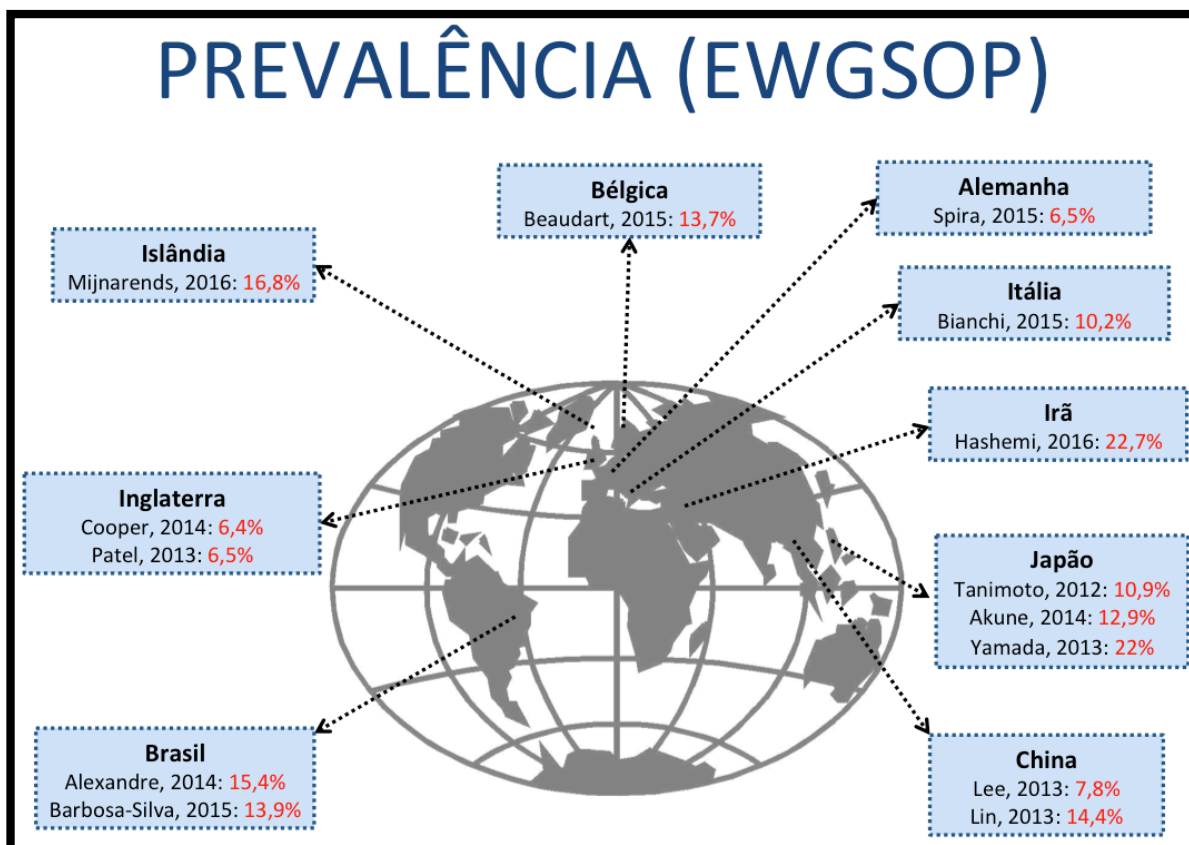 PREVALÊNCIA (EWGSOP)
Bélgica
Beaudart, 2015: 13,7%
Alemanha
Spira, 2015: 6,5%
Islândia
Mijnarends, 2016: 16,8%
Itália
Bianchi, 2015: 10,2%
Irã
Hashemi, 2016: 22,7%
Inglaterra
Cooper, 2014: 6,4%
Patel, 2013: 6,5%
Japão
Tanimoto, 2012: 10,9%
Akune, 2014: 12,9%
Yamada, 2013: 22%
Brasil
Alexandre, 2014: 15,4%
Barbosa-Silva, 2015: 13,9%
China
Lee, 2013: 7,8%
Lin, 2013: 14,4%